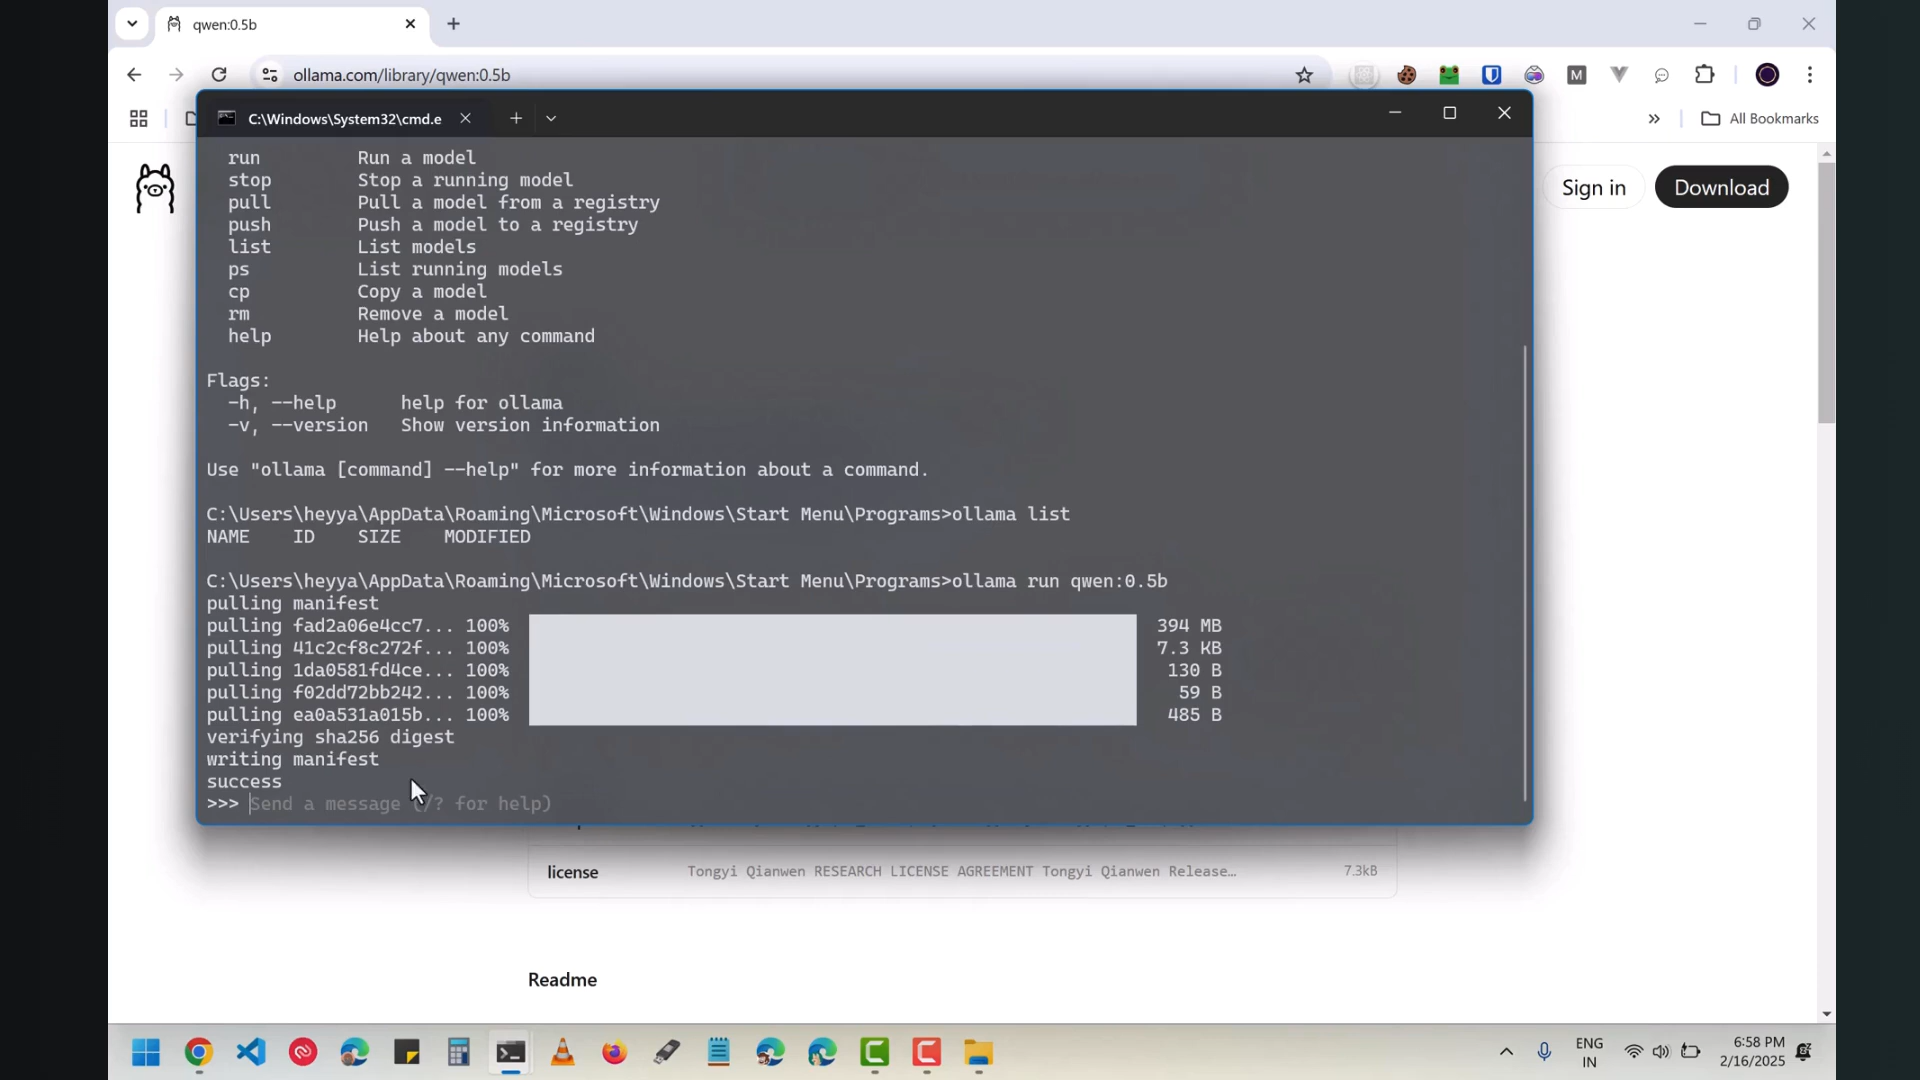 qwen:0.5b
ollama.com/library/qwen:0.5b
M
All Bookmarks
C:\Windows\System32\cmd.e
Sign in
Download
run Run a model
stop Stop a running model
pull Pull a model from a registry
push Push a model to a registry
list List models
ps List running models
cp Copy a model
rm Remove a model
help Help about any command
Flags:
-h, --help help for ollama
-v, --version Show version information
Use "ollama [command] --help" for more information about a command.
C:\Users\heyya\AppData\Roaming\Microsoft\Windows\Start Menu\Programs>ollama list
NAME ID SIZE MODIFIED
C:\Users\heyya\AppData\Roaming\Microsoft\Windows\Start Menu\Programs>ollama run qwen:0.5b
pulling manifest
pulling fad2a06e4cc7... 100% 394 MB
pulling 41c2cf8c272f... 100% 7.3 KB
pulling 1da0581fd4ce... 100% 130 B
pulling f02dd72bb242... 100% 59 B
pulling ea0a531a015b... 100% 485 B
verifying sha256 digest
writing manifest
success
>>> Send a message (/? for help)
license Tongyi Qianwen RESEARCH LICENSE AGREEMENT Tongyi Qianwen Release… 7.3kB
Readme
ENG
IN
6:58 PM
2/16/2025